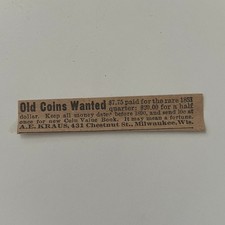 Old Coins Wanted $7.75 paid for the rare 1853
quarter; $20.00 for a half
dollar. Keep all money dated before 1880, and send 10c at
once for new Coin Value Book. It may mean a fortune.
A. E. KRAUS, 431 Chestnut St., Milwaukee, Wis.